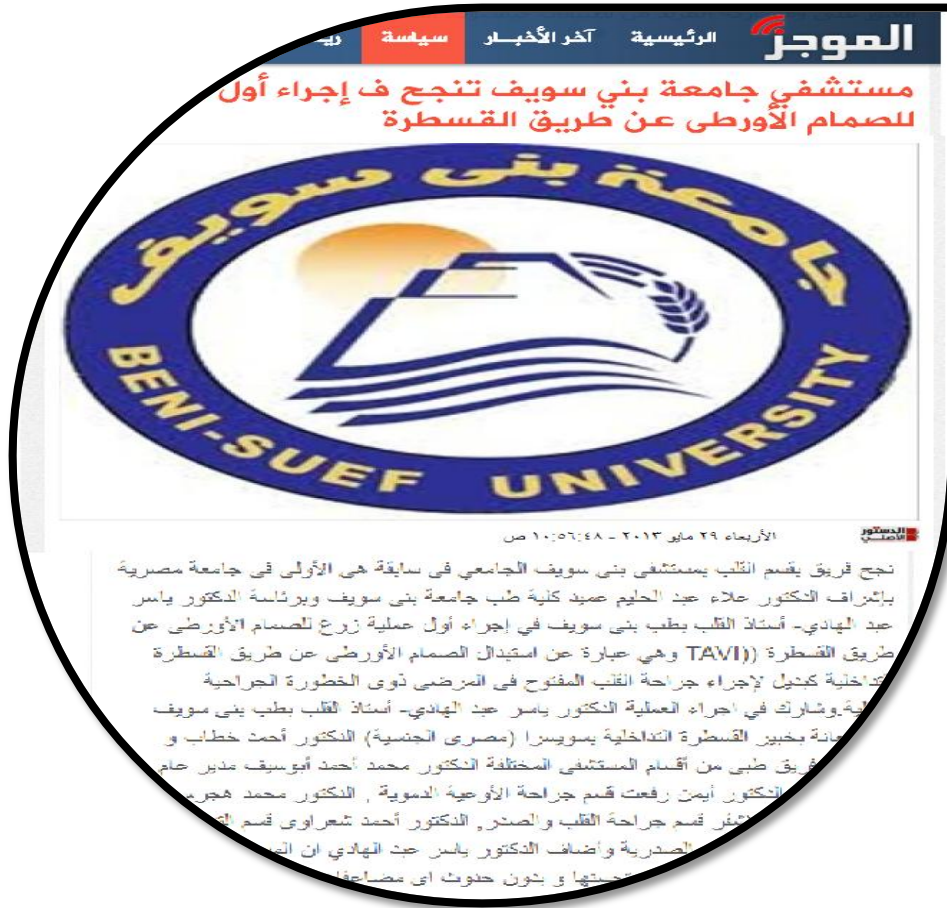 الموجز الرئيسية آخر الأخبــار سياسة
مستشفي جامعة بني سويف تنجح ف إجراء أول
للصمام الأورطى عن طريق القسطرة
جامعة بنى سويف
BENI-SUEF UNIVERSITY
الدستور الأصلي
الأربعاء ٢٩ مايو ٢٠١٣ - ١٠:٥٦:٤٨ ص
نجح فريق بقسم القلب بمستشفى بنى سويف الجامعي فى سابقة هى الأولى فى جامعة مصرية
بإشراف الدكتور علاء عبد الحليم عميد كلية طب جامعة بنى سويف وبرئاسة الدكتور ياسر
عبد الهادي- أستاذ القلب بطب بنى سويف في إجراء أول عملية زرع للصمام الأورطى عن
طريق القسطرة ((TAVI وهي عبارة عن استبدال الصمام الأورطى عن طريق القسطرة
التداخلية كبديل لإجراء جراحة القلب المفتوح فى المرضى ذوى الخطورة الجراحية
وشارك في اجراء العملية الدكتور ياسر عبد الهادي- أستاذ القلب بطب بنى سويف
بخبير القسطرة التداخلية بسويسرا (مصرى الجنسية) الدكتور أحمد خطاب و
فريق طبى من أقسام المستشفى المختلفة الدكتور محمد أحمد أبوسيف مدير عام
الدكتور أيمن رفعت قسم جراحة الأوعية الدموية , الدكتور محمد
قسم جراحة القلب والصدر, الدكتور أحمد شعراوى قسم
الصدرية وأضاف الدكتور ياسر عبد الهادي ان
و بدون حدوث اى